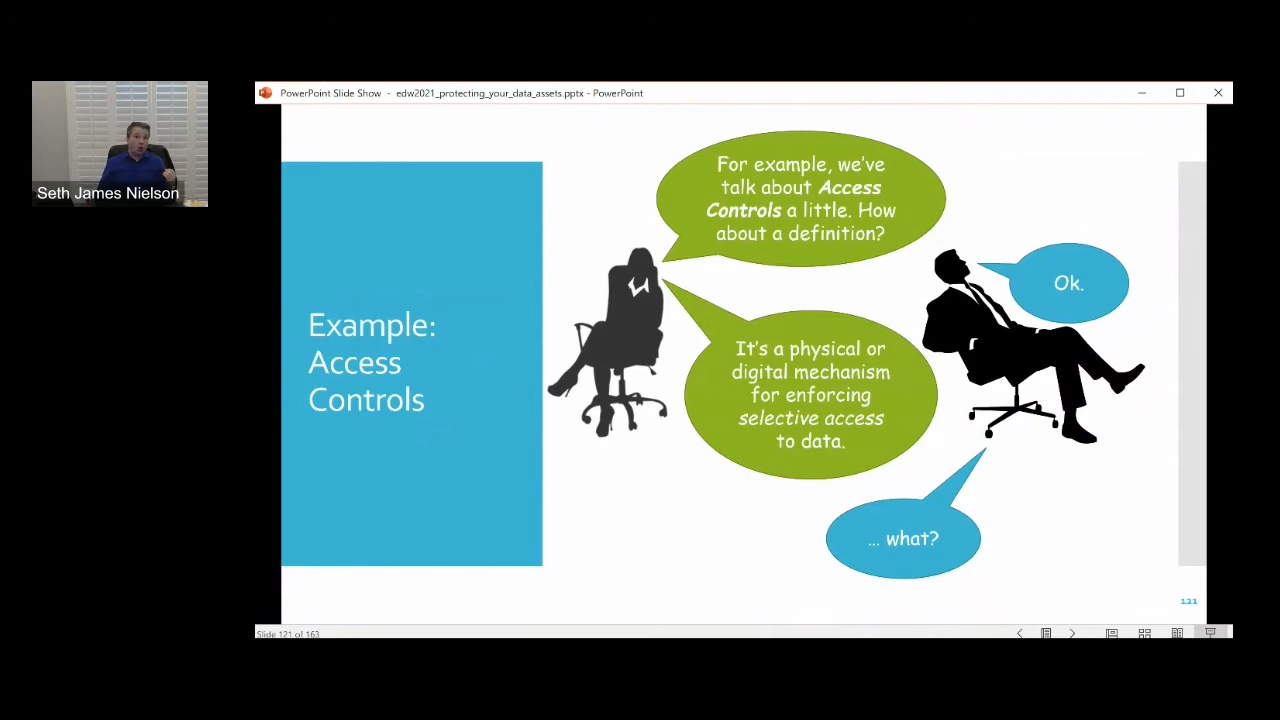 PowerPoint Slide Show - edw2021_protecting_your_data_assets.pptx - PowerPoint
Seth James Nielson
Example:
Access
Controls
For example, we've
talk about Access
Controls a little. How
about a definition?
Ok.
It's a physical or
digital mechanism
for enforcing
selective access
to data.
... what?
121
Slide 121 of 163